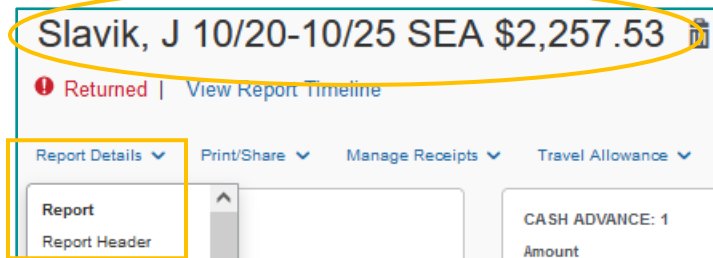 Slavik, J 10/20-10/25 SEA $2,257.53
Returned | View Report Timeline
Report Details Print/Share Manage Receipts Travel Allowance
Report
Report Header
CASH ADVANCE: 1
Amount